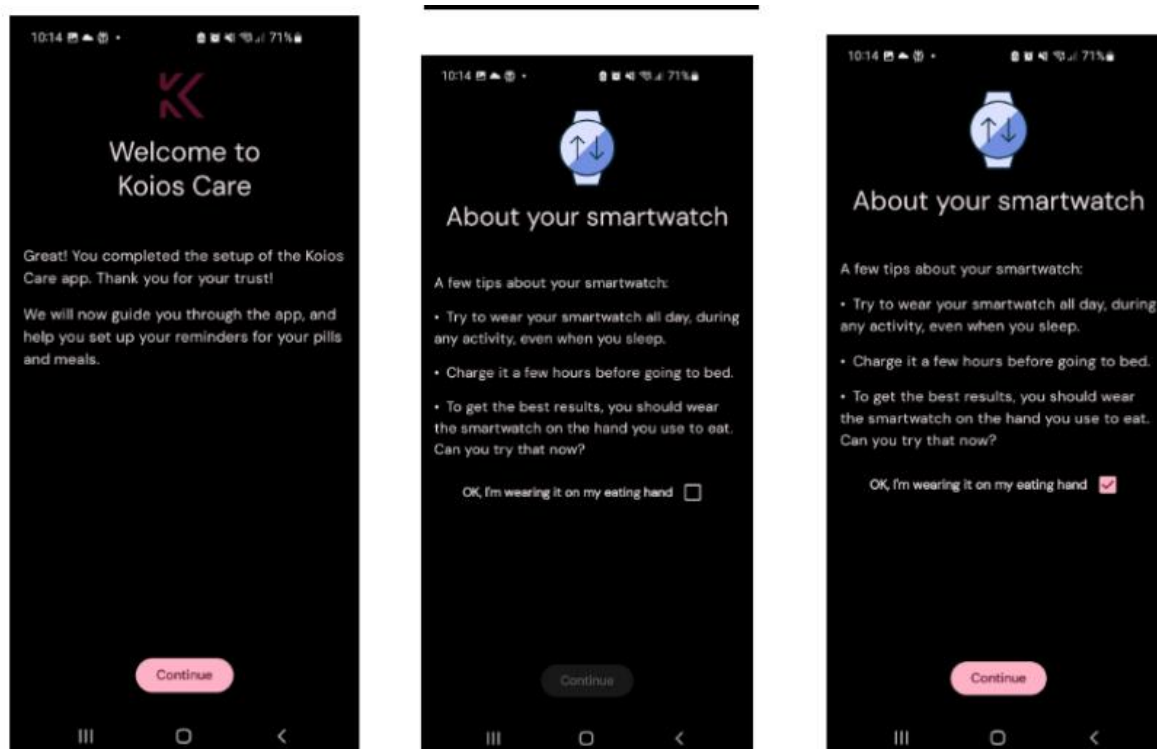 10:14
71%
Welcome to
Koios Care
Great! You completed the setup of the Koios
Care app. Thank you for your trust!
We will now guide you through the app, and
help you set up your reminders for your pills
and meals.
Continue
10:14
71%
About your smartwatch
A few tips about your smartwatch:
• Try to wear your smartwatch all day, during
any activity, even when you sleep.
• Charge it a few hours before going to bed.
• To get the best results, you should wear
the smartwatch on the hand you use to eat.
Can you try that now?
OK, I'm wearing it on my eating hand
Continue
10:14
71%
About your smartwatch
A few tips about your smartwatch:
• Try to wear your smartwatch all day, during
any activity, even when you sleep.
• Charge it a few hours before going to bed.
• To get the best results, you should wear
the smartwatch on the hand you use to eat.
Can you try that now?
OK, I'm wearing it on my eating hand
Continue